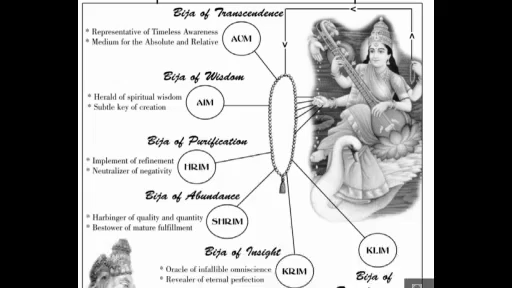 Bija of Transcendence
* Representative of Timeless Awareness
* Medium for the Absolute and Relative
AUM
Bija of Wisdom
* Herald of spiritual wisdom
* Subtle key of creation
AIM
Bija of Purification
* Implement of refinement
* Neutralizer of negativity
HRIM
Bija of Abundance
* Harbinger of quality and quantity
* Bestower of mature fulfillment
SHRIM
Bija of Insight
* Oracle of infallible omniscience
* Revealer of eternal perfection
KRIM
KLIM
Bija of